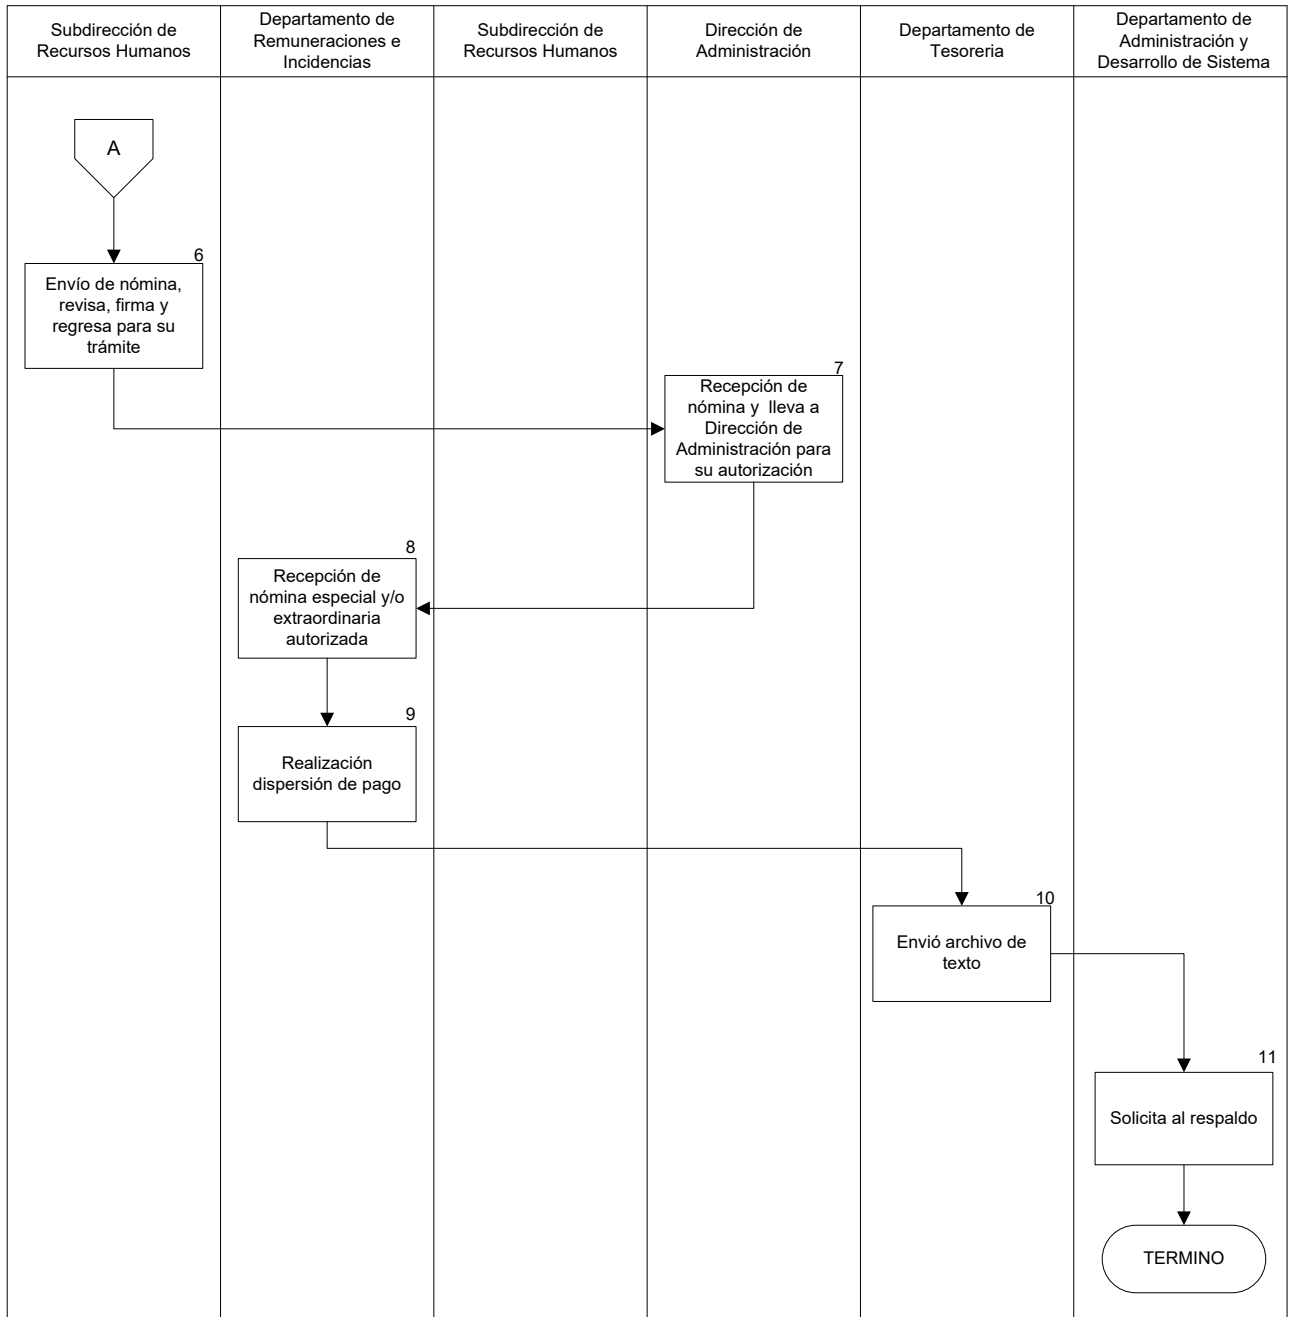 Subdirección de
Recursos Humanos
Departamento de
Remuneraciones e
Incidencias
Subdirección de
Recursos Humanos
Dirección de
Administración
Departamento de
Tesoreria
Departamento de
Administración y
Desarrollo de Sistema
A
6
Envío de nómina,
revisa, firma y
regresa para su
trámite
7
Recepción de
nómina y  lleva a
Dirección de
Administración para
su autorización
8
Recepción de
nómina especial y/o
extraordinaria
autorizada
9
Realización
dispersión de pago
10
Envió archivo de
texto
11
Solicita al respaldo
TERMINO